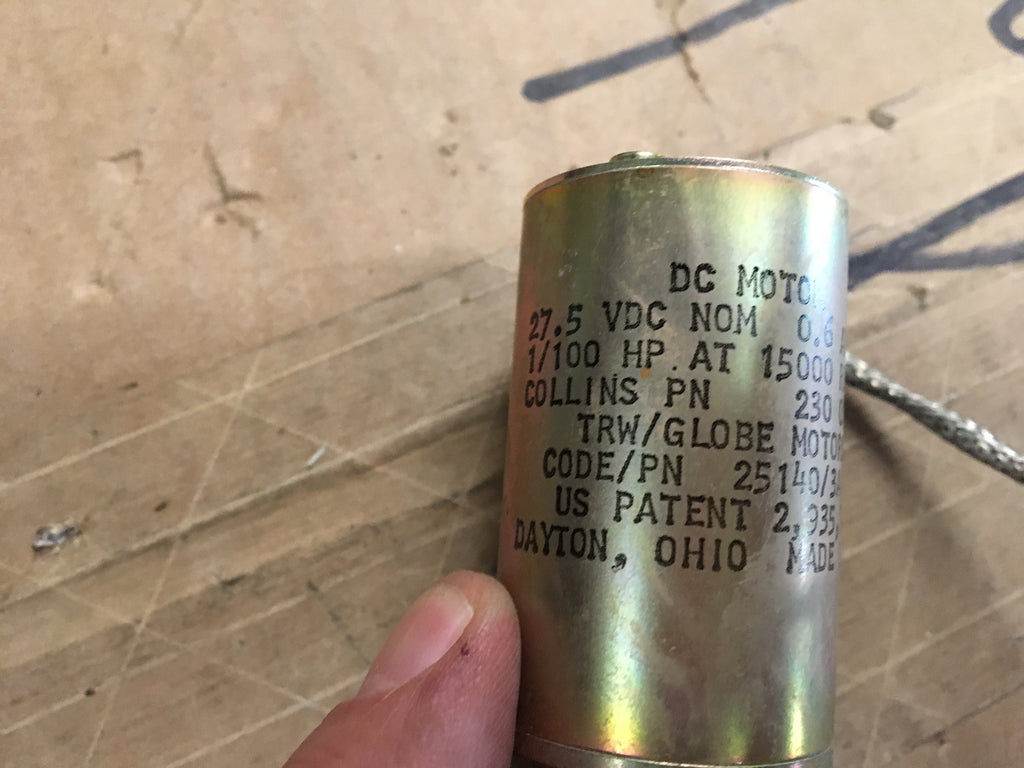 DC MOTO
27.5 VDC NOM 0.6
1/100 HP. AT 15000
COLLINS PN 230
TRW/GLOBE MOTO
CODE/PN 25140/3
US PATENT 2,935,
DAYTON, OHIO MADE